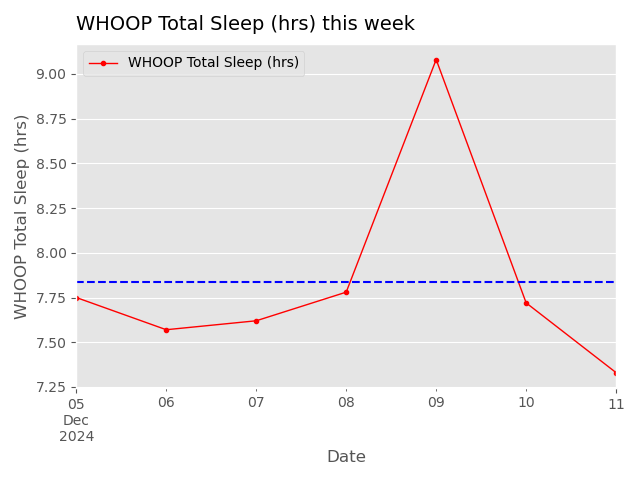 WHOOP Total Sleep (hrs) this week
WHOOP Total Sleep (hrs)
WHOOP Total Sleep (hrs)
9.00
8.75
8.50
8.25
8.00
7.75
7.50
7.25
05 06 07 08 09 10 11
Dec
2024
Date